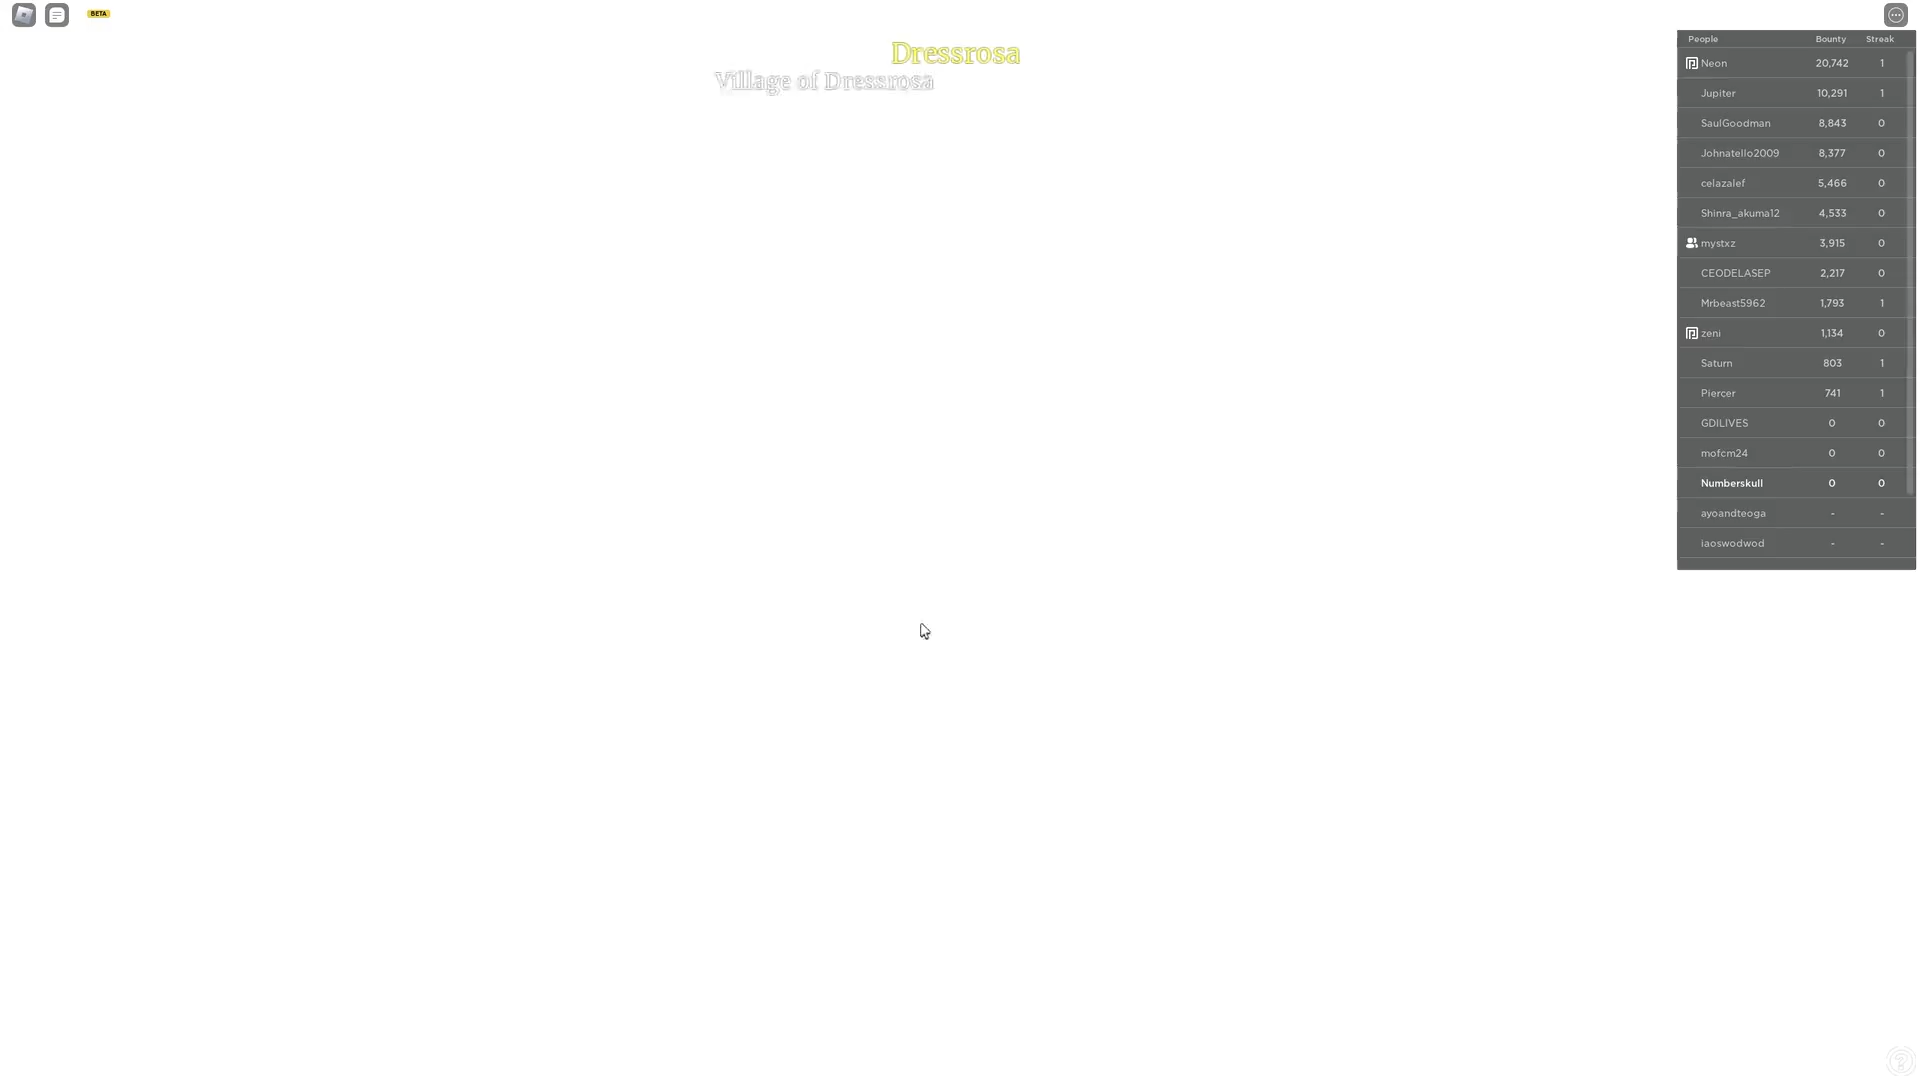 BETA
Dressrosa
Village of Dressrosa
People Bounty Streak
Neon 20,742 1
Jupiter 10,291 1
SaulGoodman 8,843 0
Johnatello2009 8,377 0
celazalef 5,466 0
Shinra_akuma12 4,533 0
mystxz 3,915 0
CEODELASEP 2,217 0
Mrbeast5962 1,793 1
zeni 1,134 0
Saturn 803 1
Piercer 741 1
GDILIVES 0 0
mofcm24 0 0
Numberskull 0 0
ayoandteoga - -
iaoswodwod - -